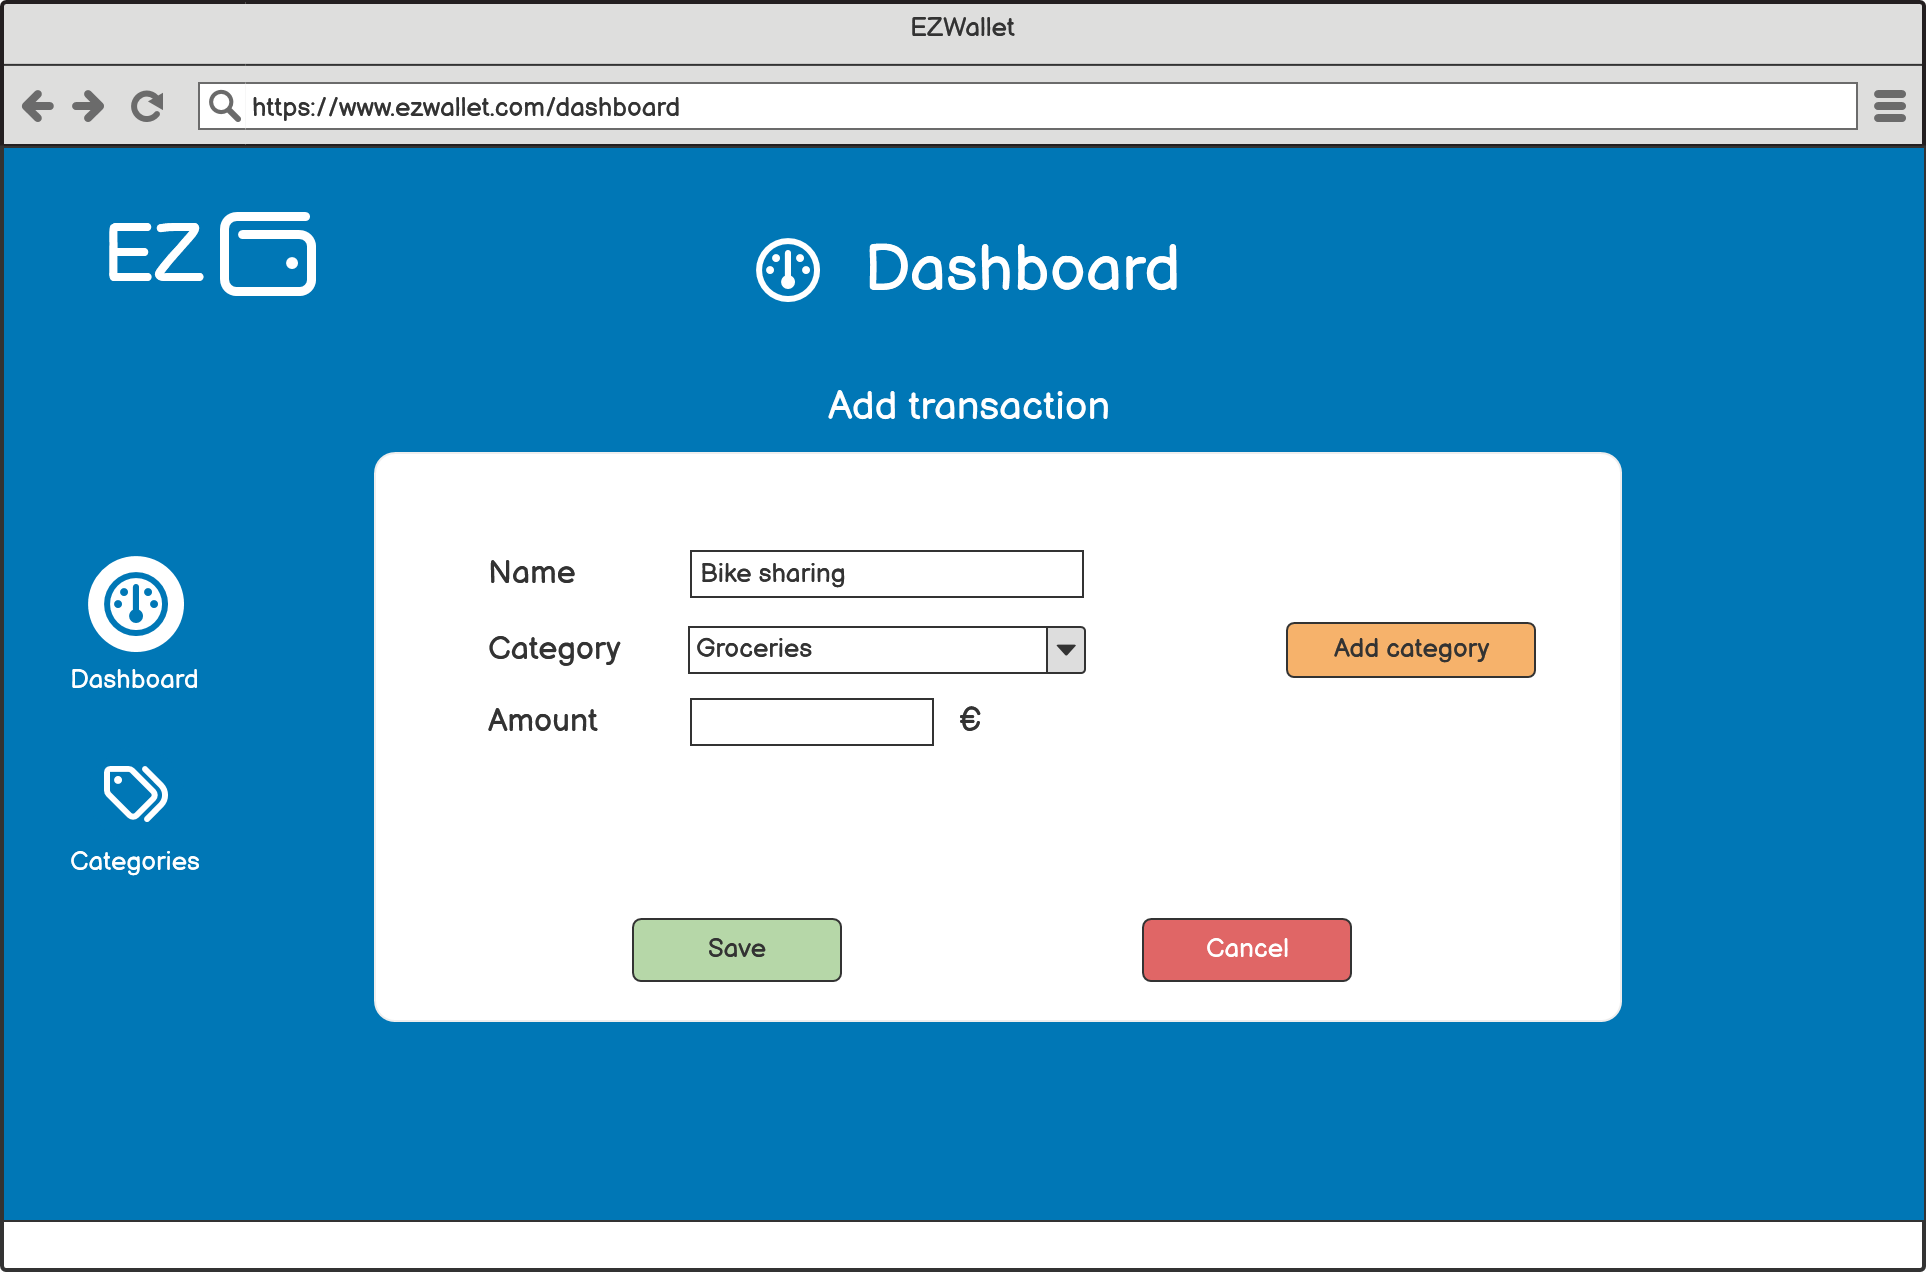 EZWallet
https://www.ezwallet.com/dashboard
EZ
Dashboard
Add transaction
Name
Bike sharing
Category
Groceries
Add category
Amount
€
Dashboard
Categories
Save
Cancel